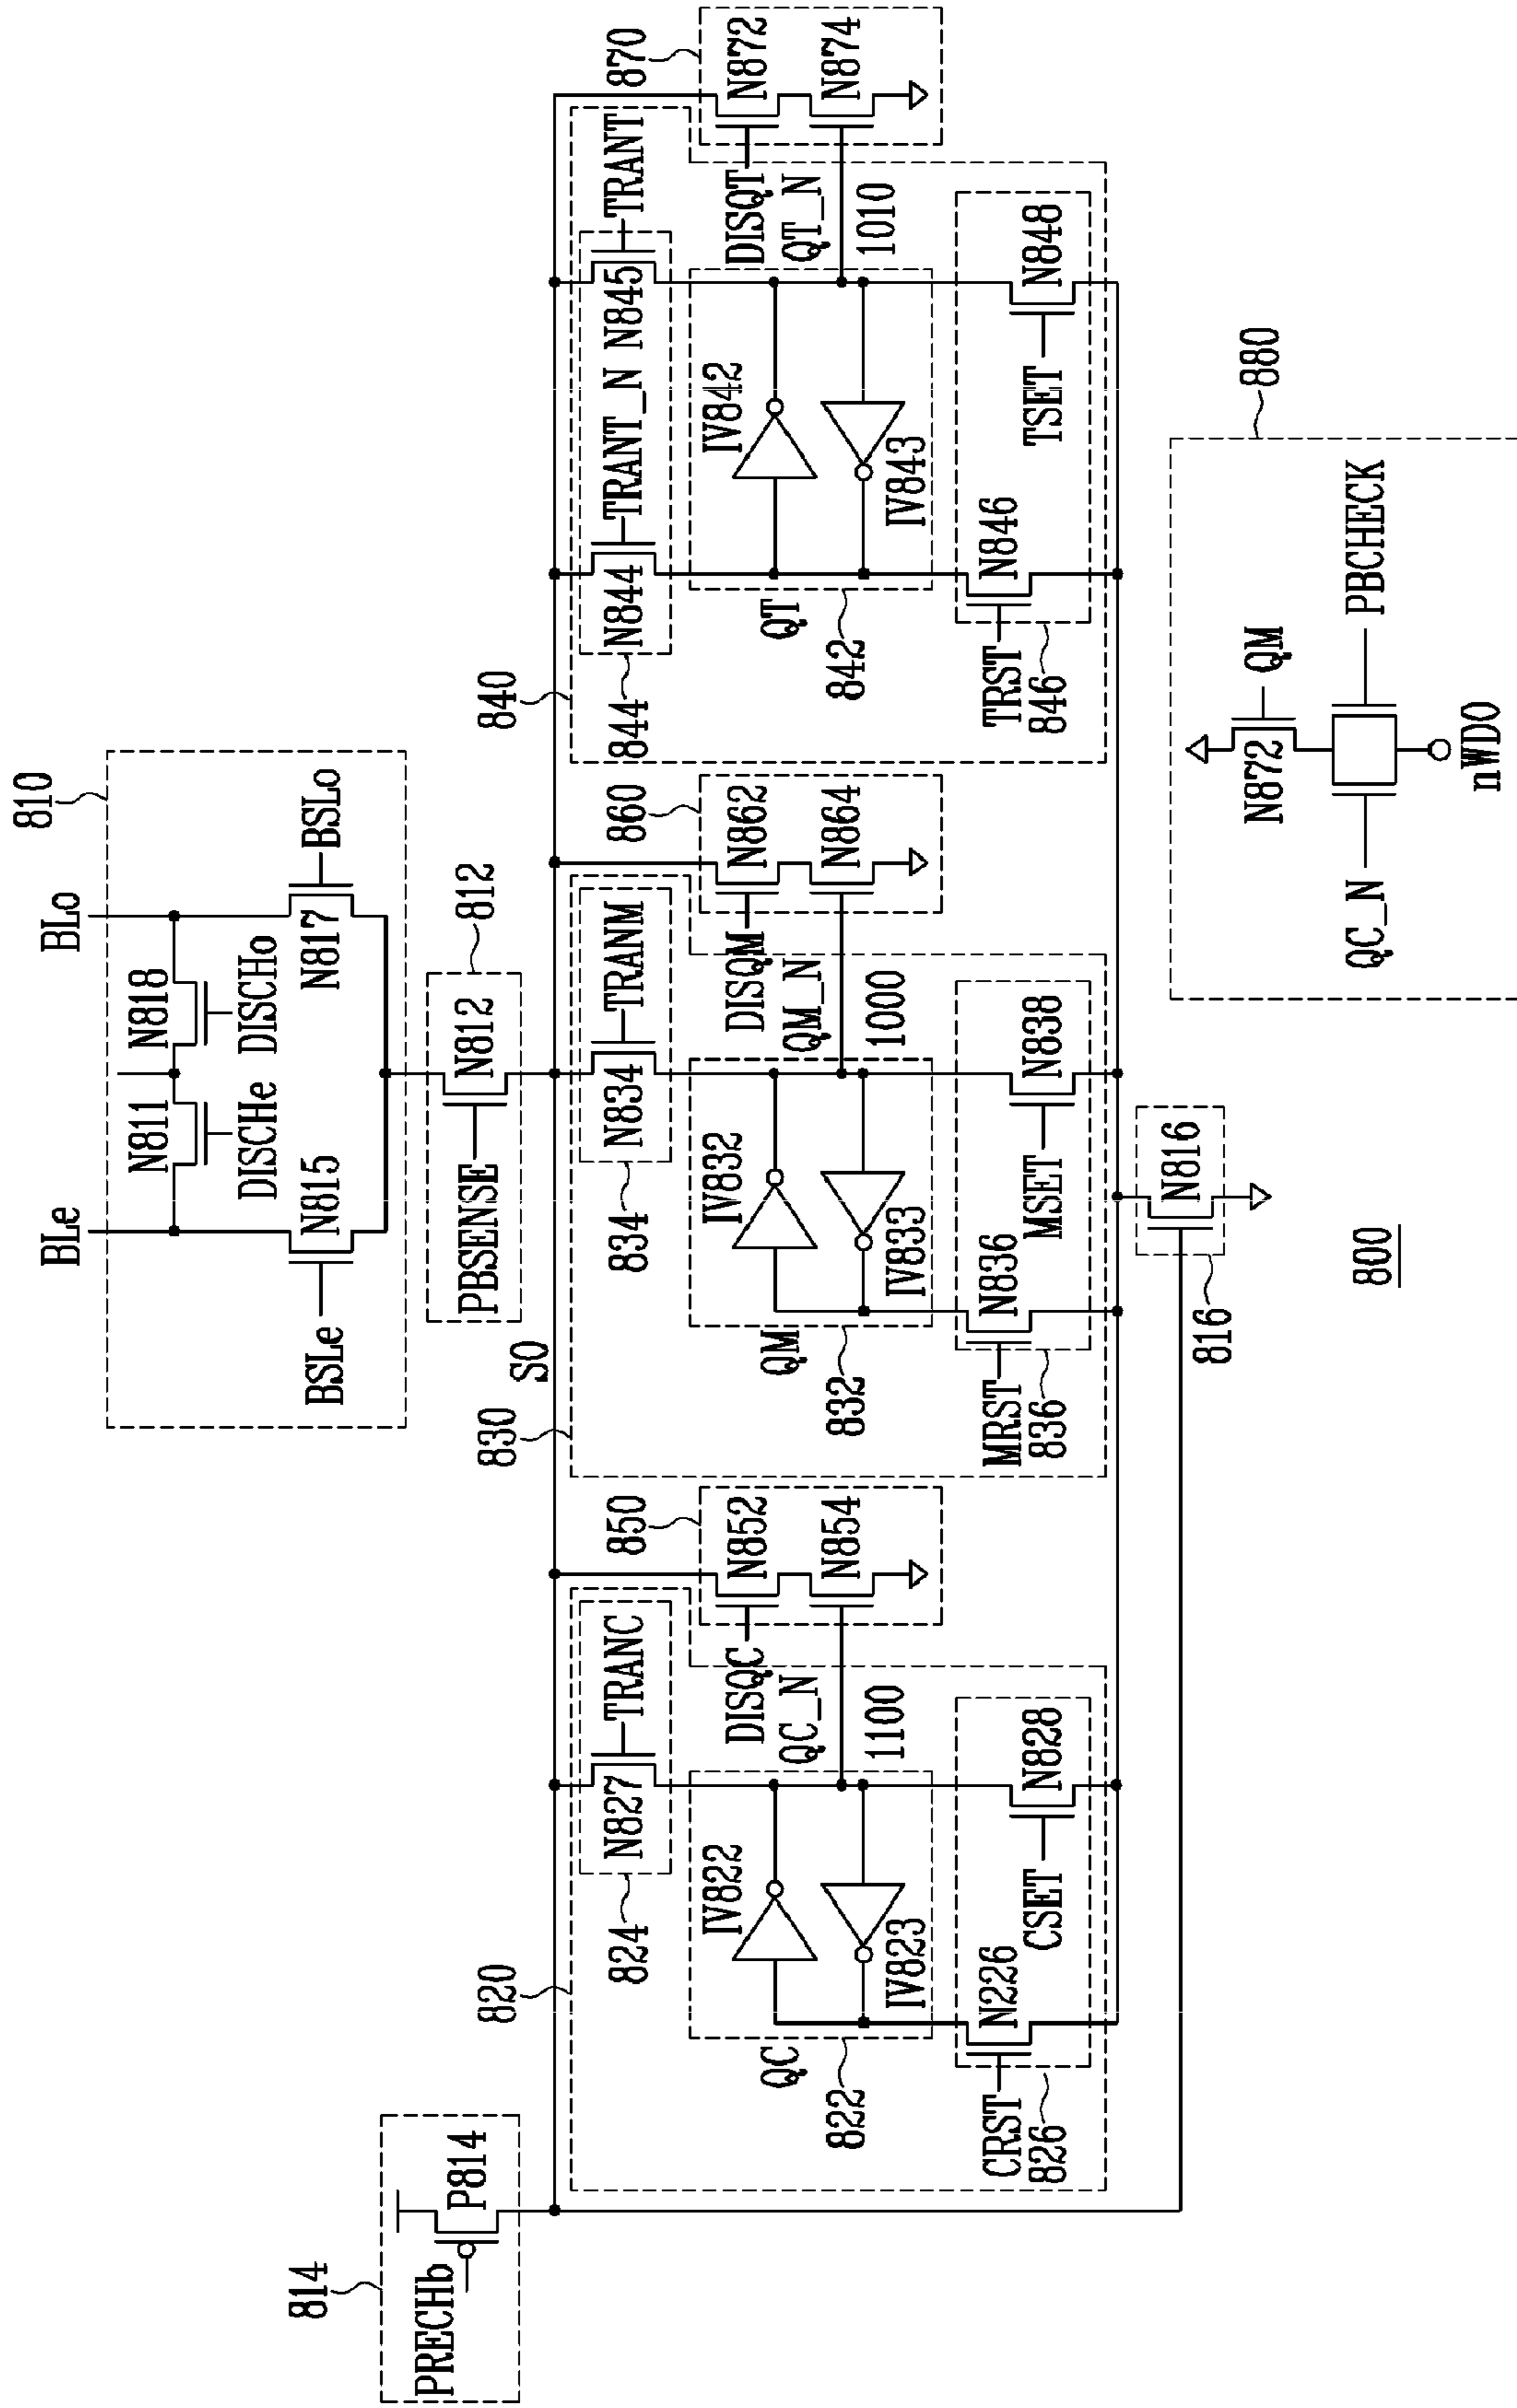 810
BLe
BLo
N811
N818
DISCHe
DISCHo
N815
N817
BSLe
BSLo
812
N812
PBSENSE
814
P814
PRECHb
SO
820
824
N827
TRANC
850
N852
N854
DISQC
QC_N
1100
IV822
IV823
QC
822
N226
N828
CRST
CSET
826
830
834
N834
TRANM
860
N862
N864
DISQM
QM_N
1000
IV832
IV833
QM
832
N836
N838
MRST
MSET
836
840
844
N844
TRANT_N
N845
TRANT
870
N872
N874
DISQT
QT_N
1010
IV842
IV843
QT
842
N846
N848
TRST
TSET
846
N816
816
880
N872
QM
QC_N
PBCHECK
nWDO
800